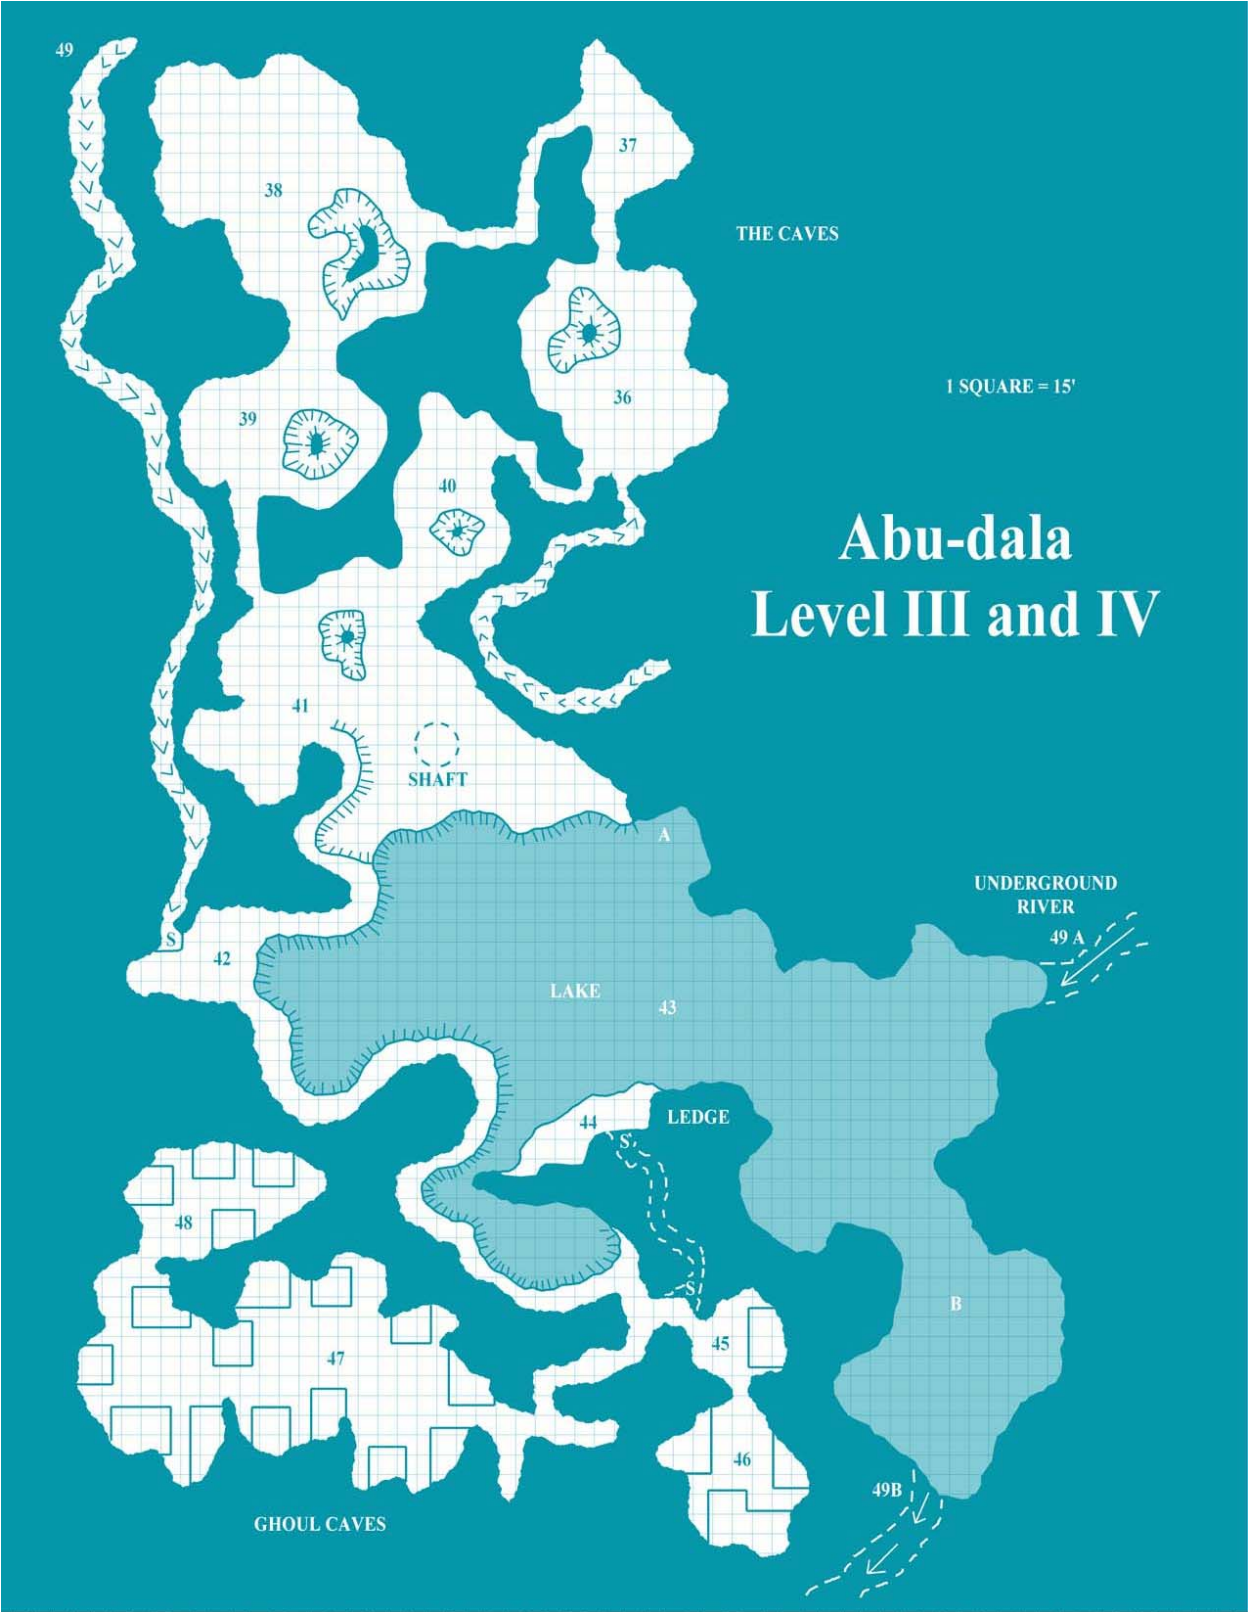 49
37
38
THE CAVES
1 SQUARE = 15'
36
39
40
Abu-dala
Level III and IV
41
SHAFT
A
UNDERGROUND
RIVER
49 A
S
42
LAKE
43
44
LEDGE
S
48
S
B
45
47
46
49B
GHOUL CAVES